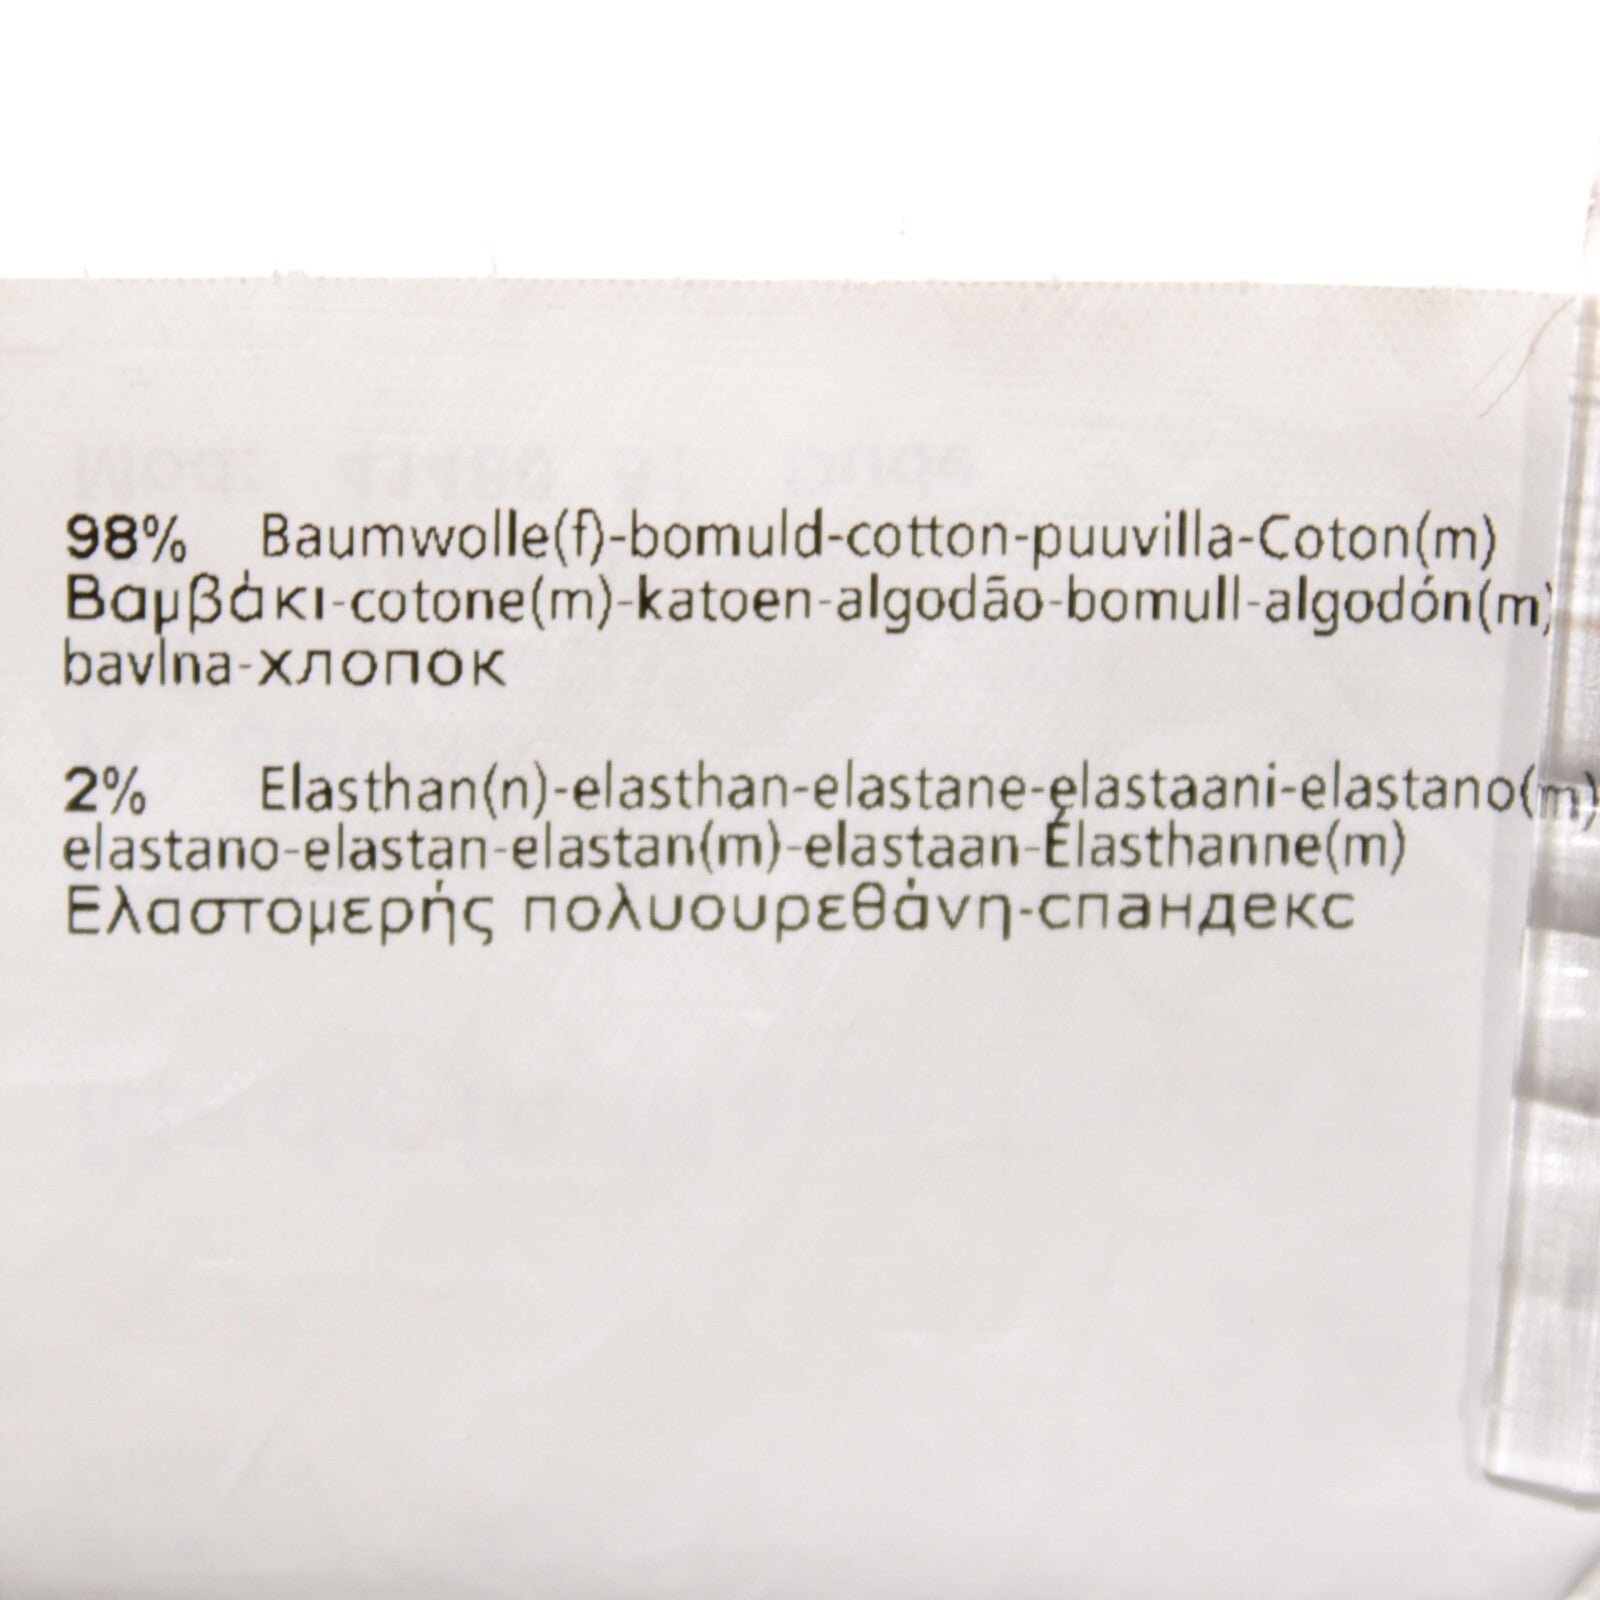 98% Baumwolle(f)-bomuld-cotton-puuvilla-Coton(m)
Βαμβάκι-cotone(m)-katoen-algodão-bomull-algodón(m)
bavlna-хлопок
2% Elasthan(n)-elasthan-elastane-elastaani-elastano(m)
elastano-elastan-elastan(m)-elastaan-Élasthanne(m)
Ελαστομερής πολυουρεθάνη-спандекс